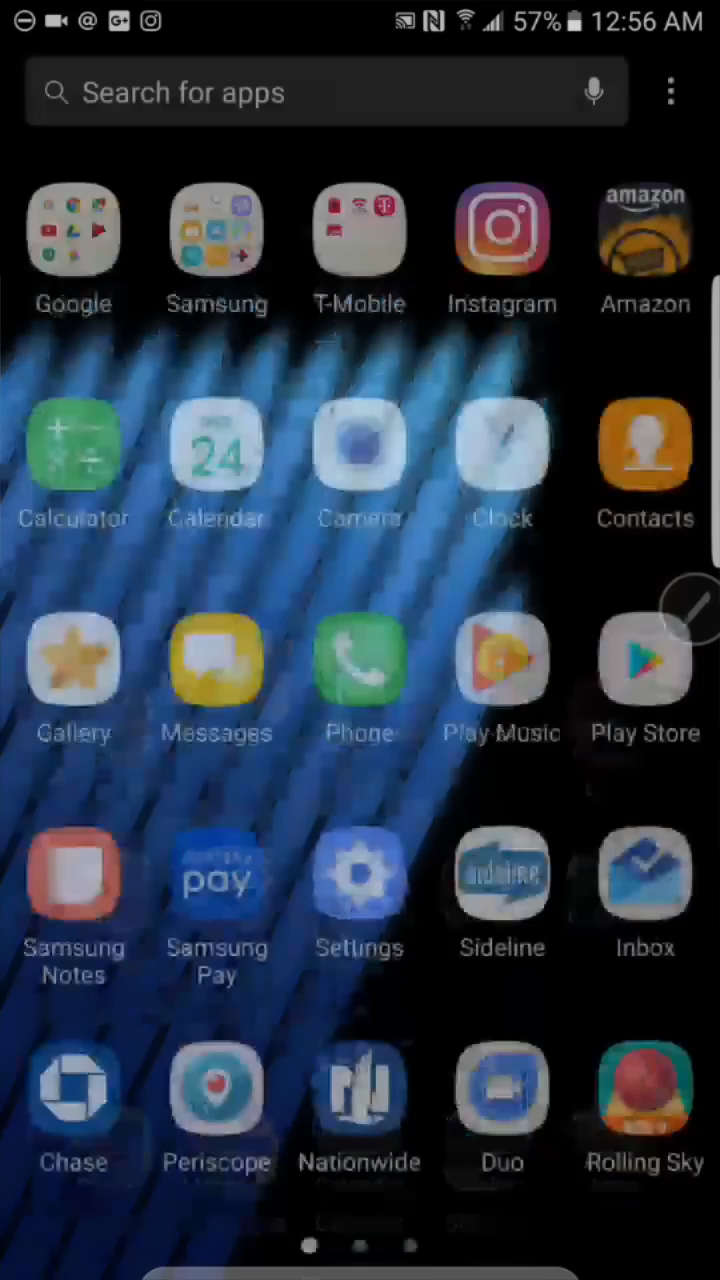 57% 12:56 AM
Search for apps
amazon
Google Samsung T-Mobile Instagram Amazon
24
Calculator Calendar Camera Clock Contacts
Gallery Messages Phone Play Music Play Store
pay
sideline
Samsung Notes
Samsung Pay
Settings Sideline Inbox
Chase Periscope Nationwide Duo Rolling Sky